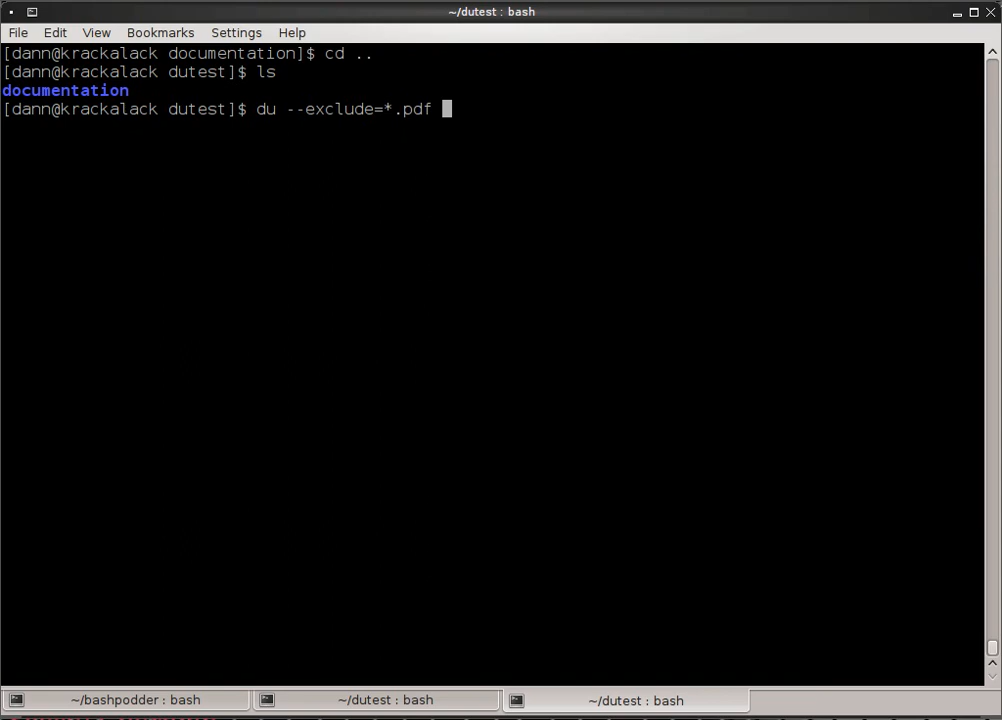 ~/dutest : bash
File Edit View Bookmarks Settings Help
[dann@krackalack documentation]$ cd ..
[dann@krackalack dutest]$ ls
documentation
[dann@krackalack dutest]$ du --exclude=*.pdf
~/bashpodder : bash ~/dutest : bash ~/dutest : bash